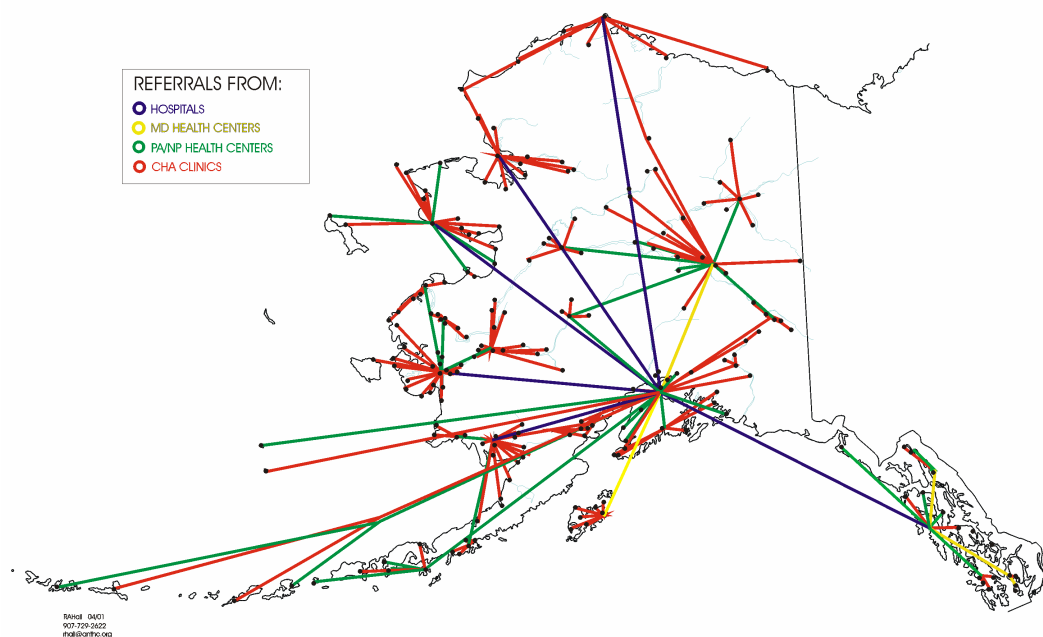 REFERRALS FROM:
HOSPITALS
MD HEALTH CENTERS
PA/NP HEALTH CENTERS
CHA CLINICS
RAHall 04/01
907-729-2622
rhall@anthc.org